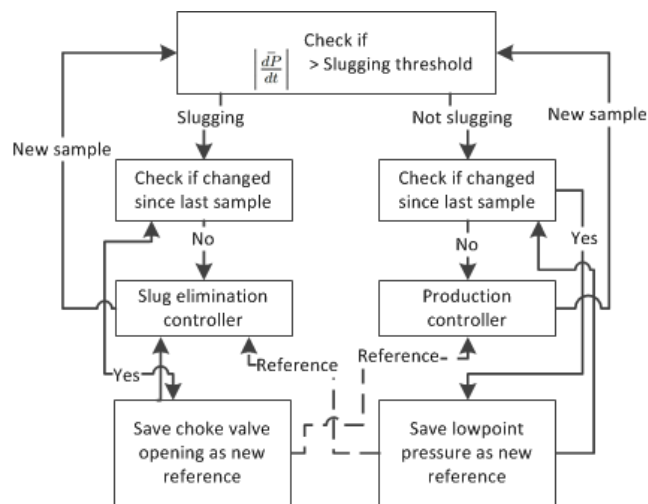 Check if
|dP̄/dt| > Slugging threshold
Slugging
Not slugging
New sample
New sample
Check if changed
since last sample
Check if changed
since last sample
No
No
Yes
Slug elimination
controller
Production
controller
Reference
Reference
Yes
Save choke valve
opening as new
reference
Save lowpoint
pressure as new
reference